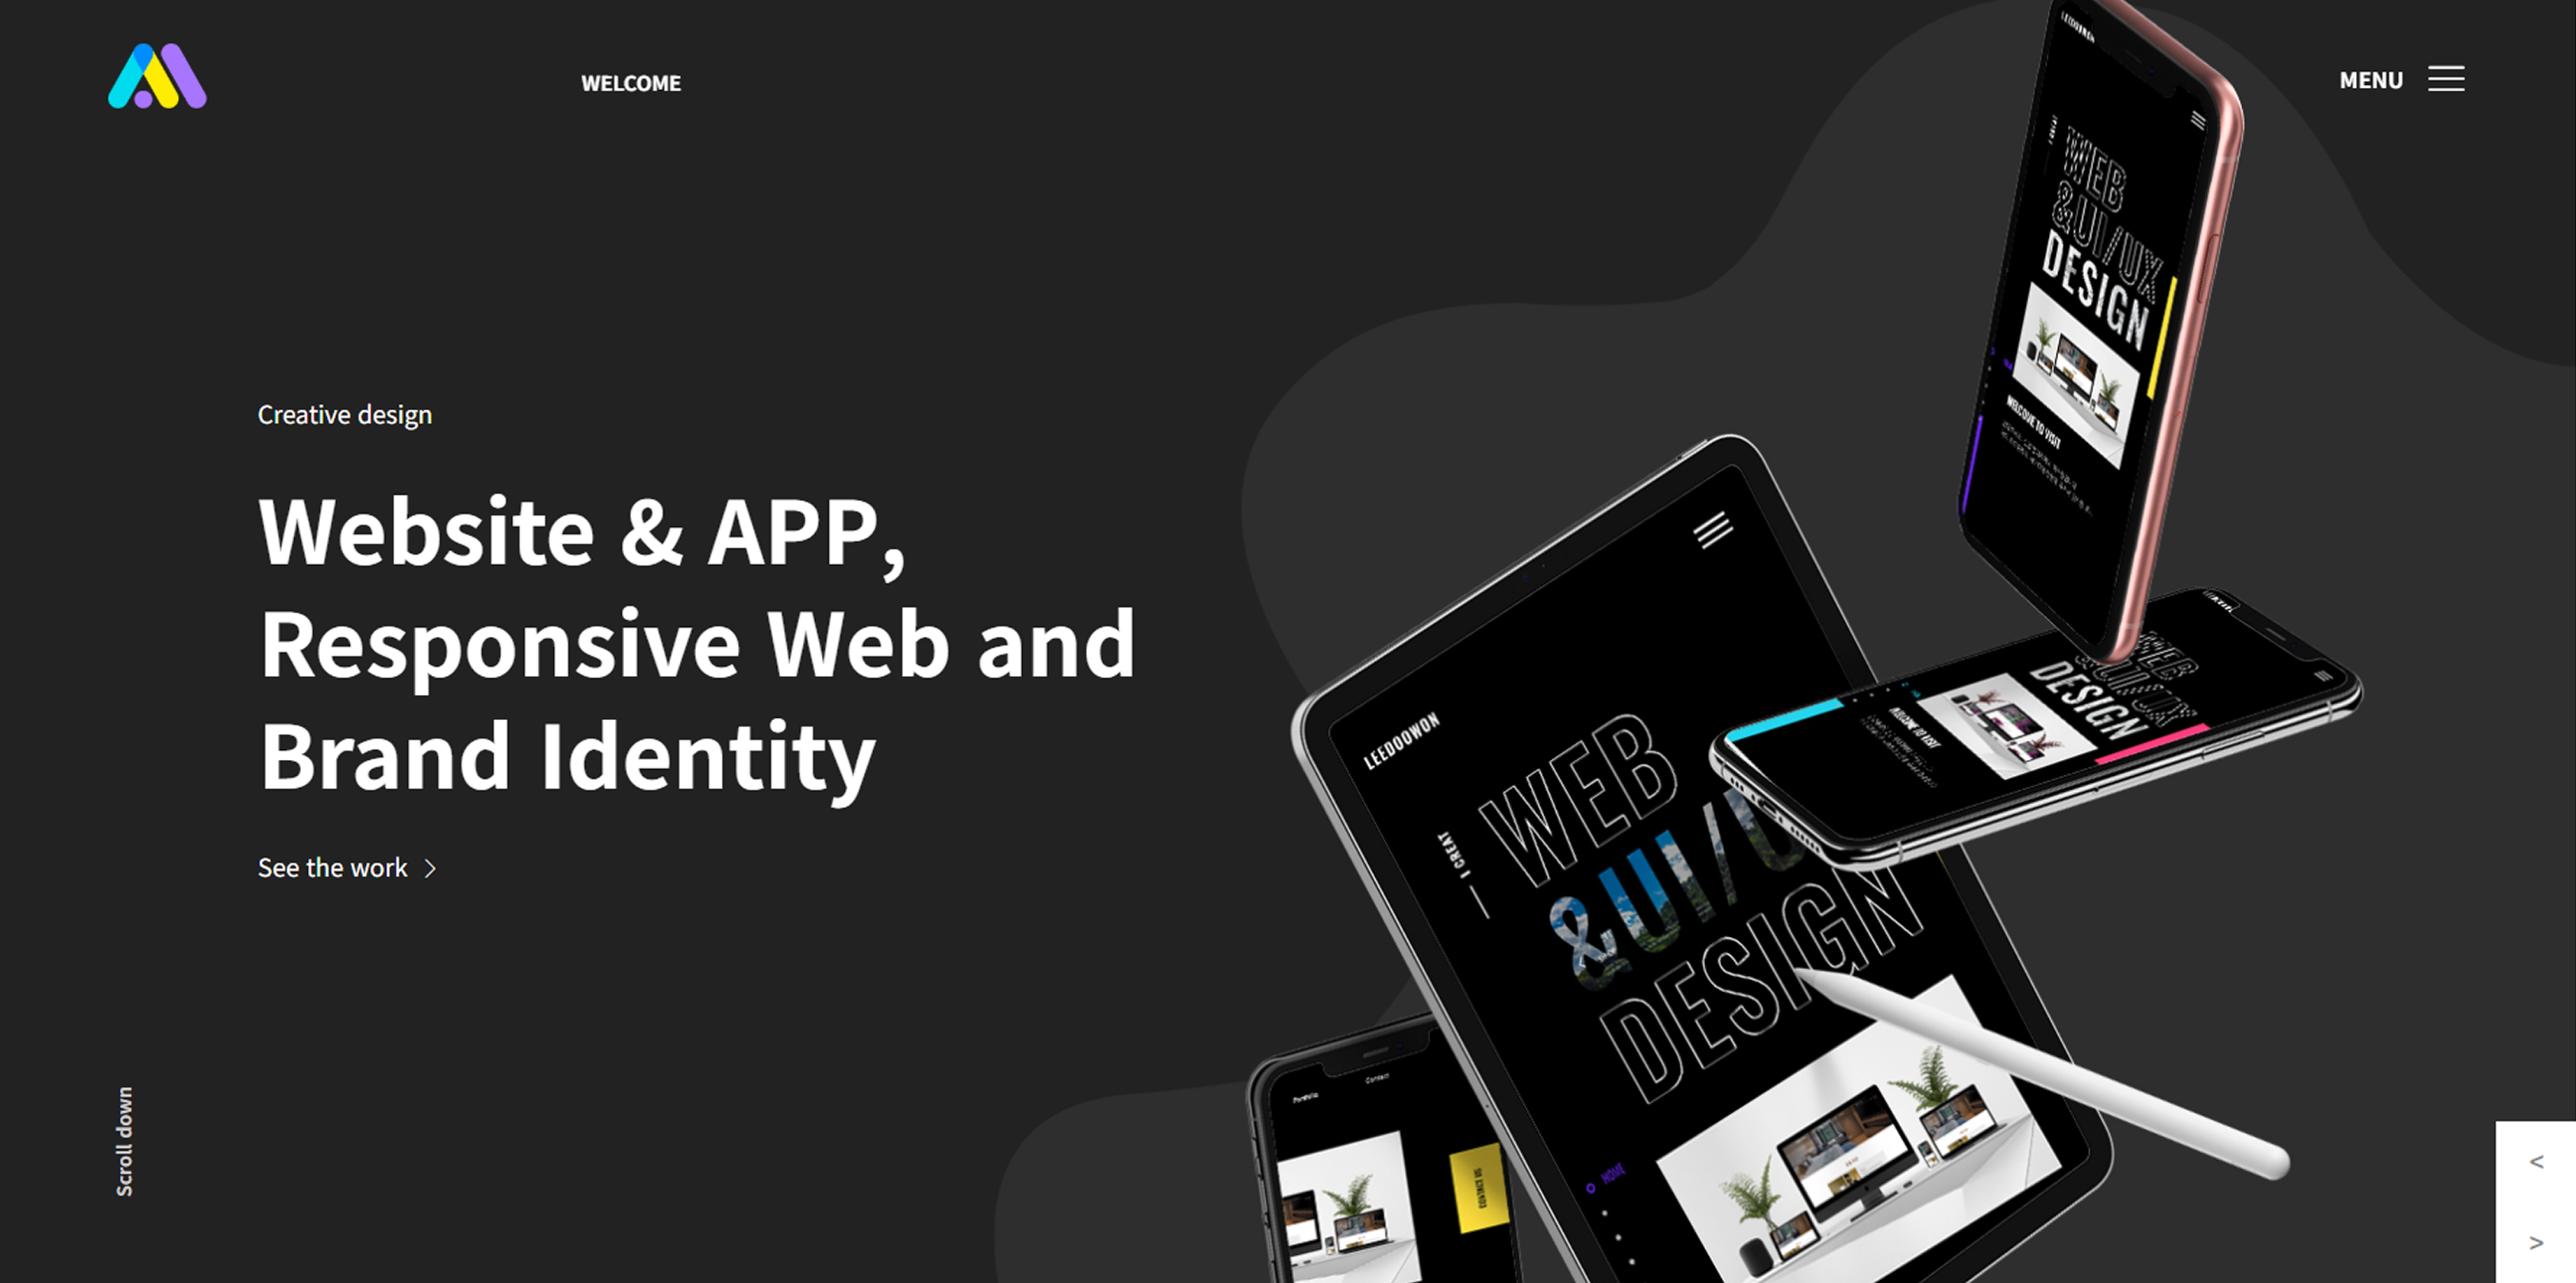 WELCOME
MENU
Creative design
Website & APP,
Responsive Web and
Brand Identity
See the work >
Scroll down
WEB
&UI/UX
DESIGN
WELCOME TO VISIT
WEB
&UI/UX
DESIGN
WELCOME TO VISIT
LEEDOOWON
I CREAT
WEB
&UI/U
DESIGN
HOME
Portfolio
Contact
CONTACT US
<
>